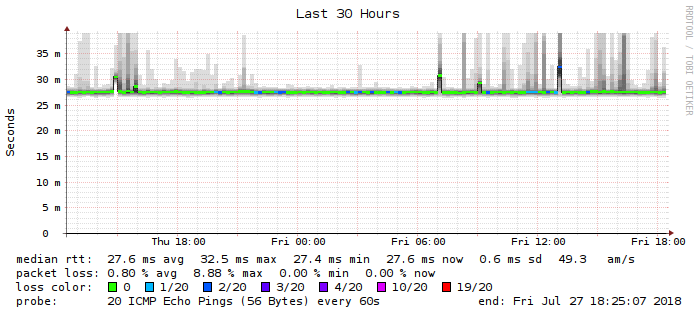 Last 30 Hours
RRDTOOL / TOBI OETIKER
Seconds
35 m
30 m
25 m
20 m
15 m
10 m
5 m
0
Thu 18:00 Fri 00:00 Fri 06:00 Fri 12:00 Fri 18:00
median rtt: 27.6 ms avg 32.5 ms max 27.4 ms min 27.6 ms now 0.6 ms sd 49.3 am/s
packet loss: 0.80 % avg 8.88 % max 0.00 % min 0.00 % now
loss color: 0 1/20 2/20 3/20 4/20 10/20 19/20
probe: 20 ICMP Echo Pings (56 Bytes) every 60s end: Fri Jul 27 18:25:07 2018